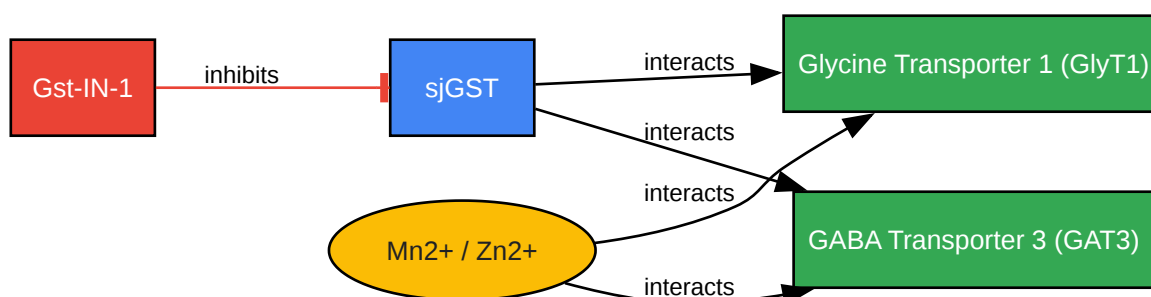 Gst-IN-1
inhibits
sjGST
interacts
Glycine Transporter 1 (GlyT1)
interacts
interacts
Mn2+ / Zn2+
GABA Transporter 3 (GAT3)
interacts